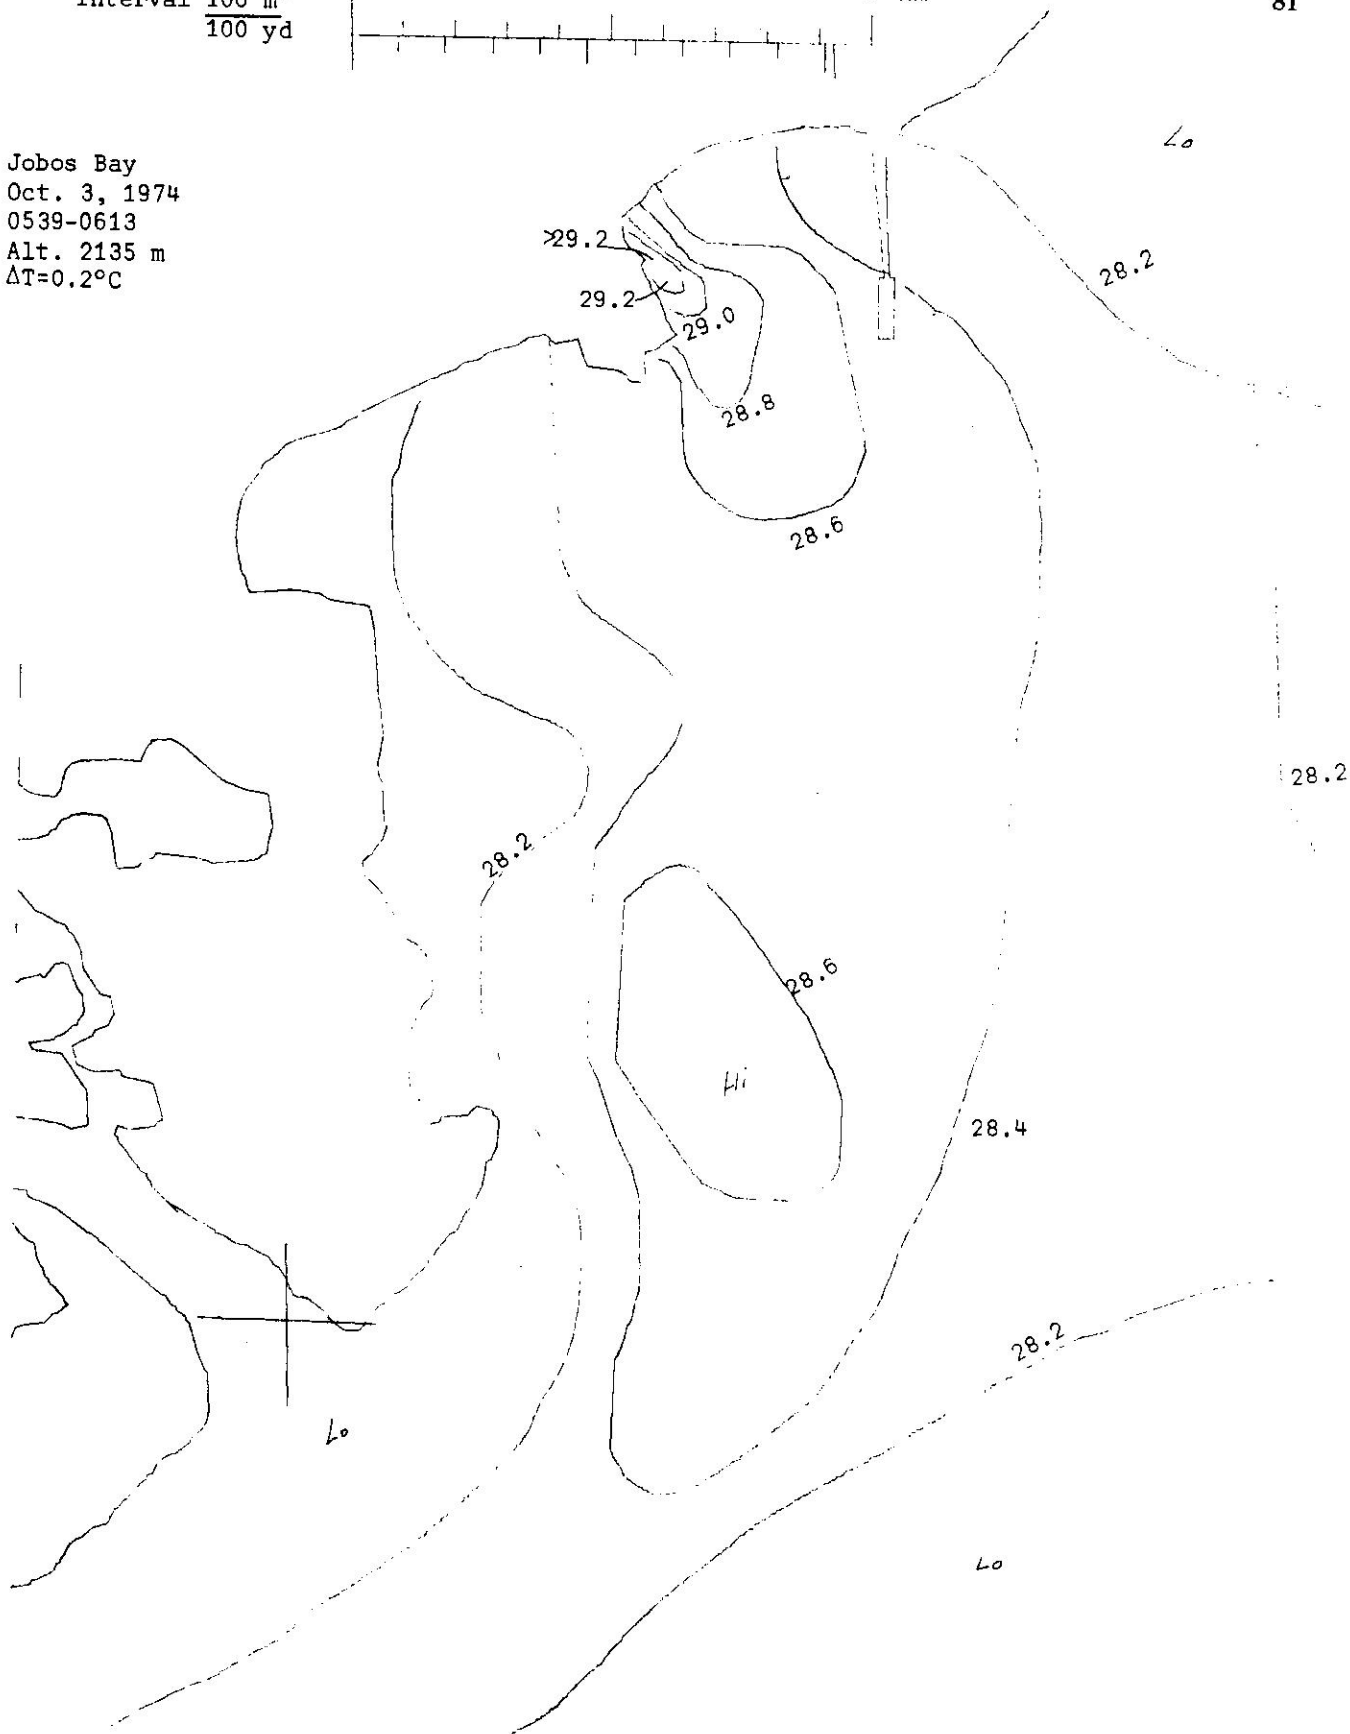 Interval 100 m
100 yd
81
Jobos Bay
Oct. 3, 1974
0539-0613
Alt. 2135 m
ΔT=0.2°C
Lo
>29.2
28.2
29.2
29.0
28.8
28.6
28.2
28.2
28.6
Hi
28.4
28.2
Lo
Lo